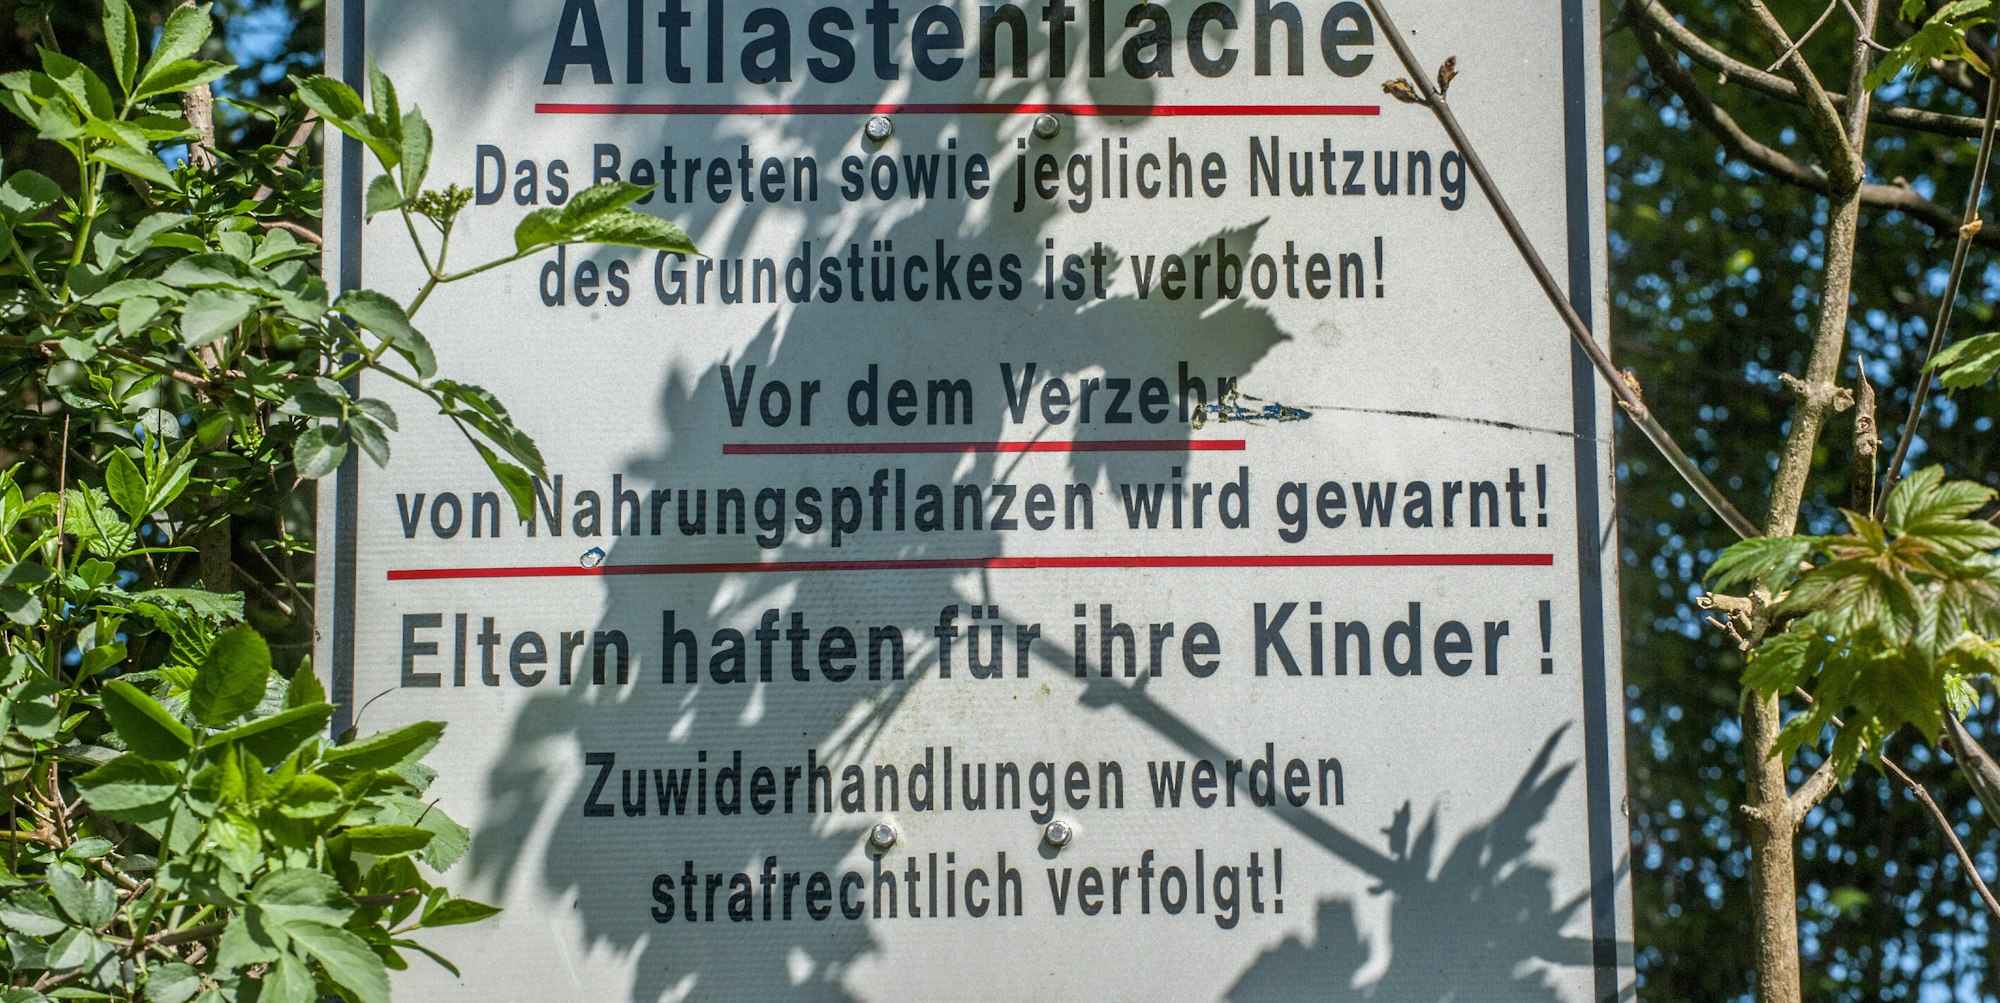 Altlastenfläche
Das Betreten sowie jegliche Nutzung
des Grundstückes ist verboten!
Vor dem Verzehr
von Nahrungspflanzen wird gewarnt!
Eltern haften für ihre Kinder !
Zuwiderhandlungen werden
strafrechtlich verfolgt!